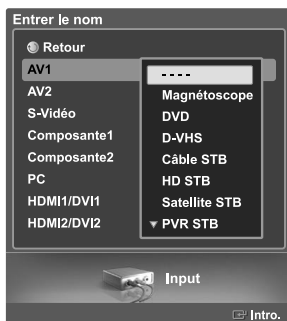 Entrer le nom
Retour
AV1
AV2
S-Vidéo
Composante1
Composante2
PC
HDMI1/DVI1
HDMI2/DVI2
- - - -
Magnétoscope
DVD
D-VHS
Câble STB
HD STB
Satellite STB
▼ PVR STB
Input
Intro.